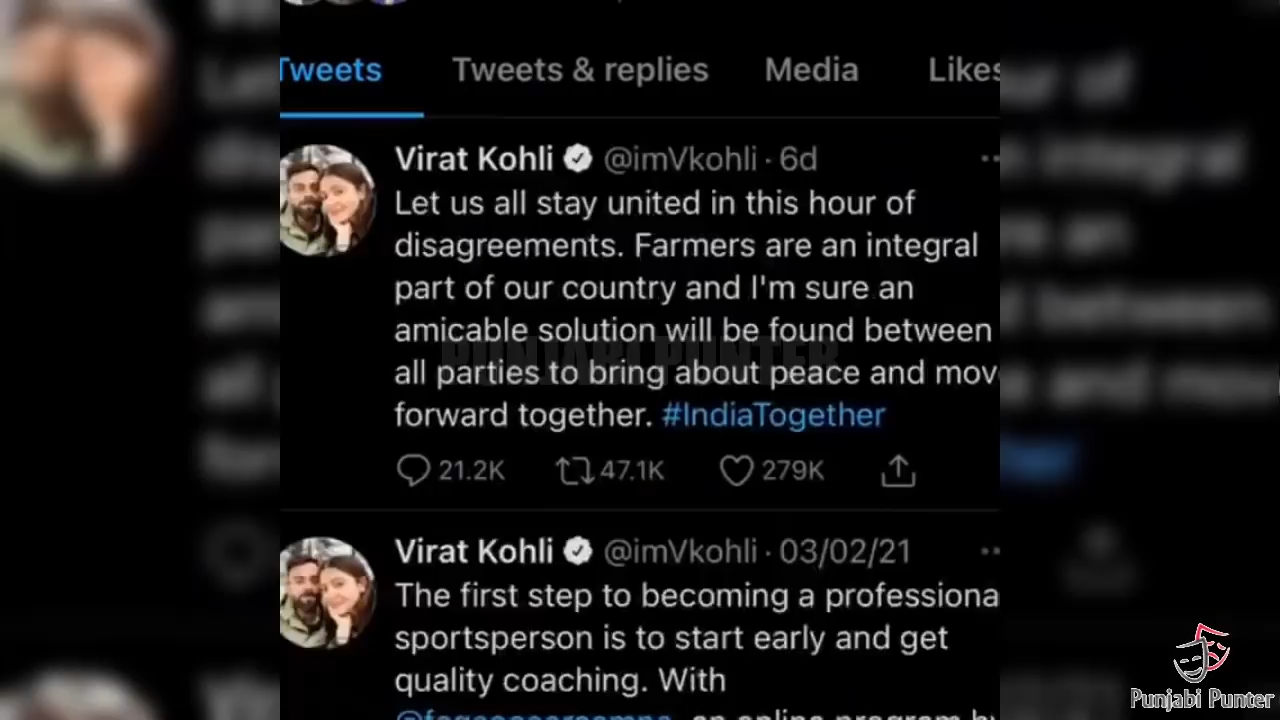 Tweets Tweets & replies Media Likes
Virat Kohli @imVkohli · 6d
Let us all stay united in this hour of
disagreements. Farmers are an integral
part of our country and I'm sure an
amicable solution will be found between
all parties to bring about peace and mov
forward together. #IndiaTogether
21.2K 47.1K 279K
PUNJABI PUNTER
Virat Kohli @imVkohli · 03/02/21
The first step to becoming a professiona
sportsperson is to start early and get
quality coaching. With
an online program
Punjabi Punter